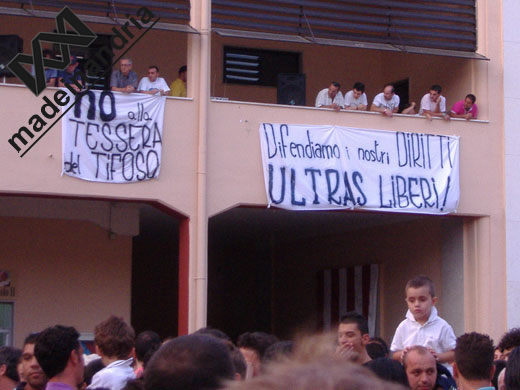 made in andria
NO alla
TESSERA
del TIFOSO
Difendiamo i nostri DIRITTI
ULTRAS LIBERI!